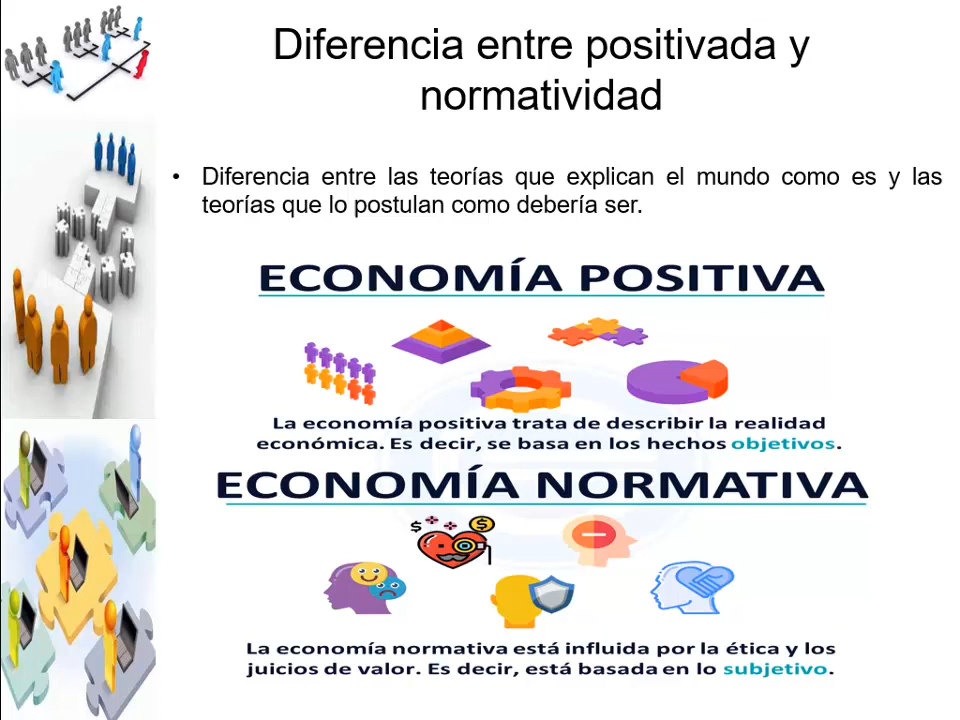 Diferencia entre positivada y
normatividad
• Diferencia entre las teorías que explican el mundo como es y las
teorías que lo postulan como debería ser.
ECONOMÍA POSITIVA
La economía positiva trata de describir la realidad
económica. Es decir, se basa en los hechos objetivos.
ECONOMÍA NORMATIVA
$ $
La economía normativa está influida por la ética y los
juicios de valor. Es decir, está basada en lo subjetivo.